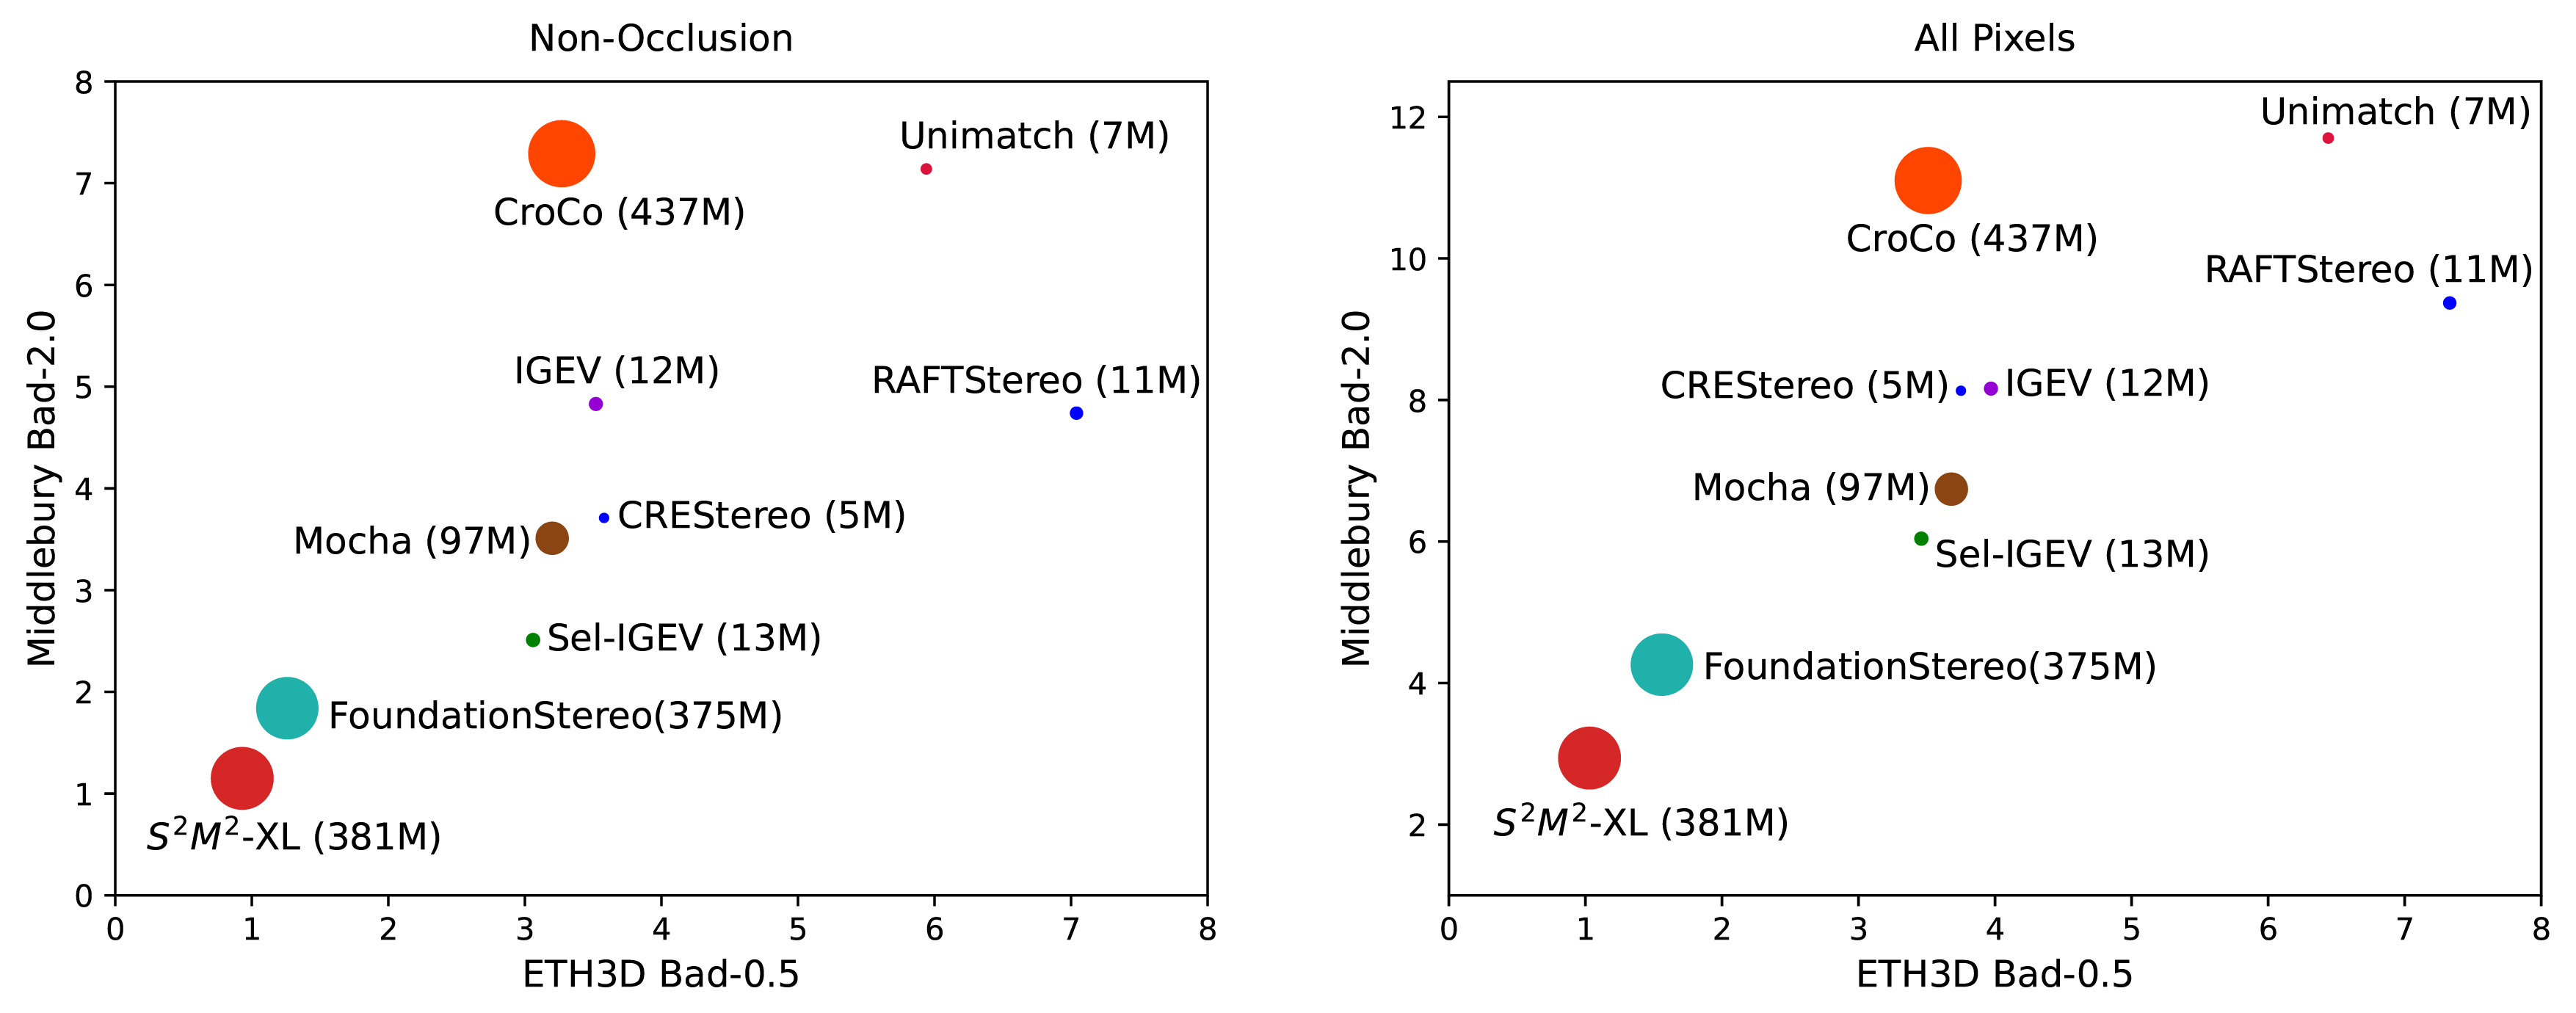 Non-Occlusion
8
7
6
5
4
3
2
1
0
Middlebury Bad-2.0
Unimatch (7M)
CroCo (437M)
IGEV (12M)
RAFTStereo (11M)
CREStereo (5M)
Mocha (97M)
Sel-IGEV (13M)
FoundationStereo(375M)
S²M²-XL (381M)
0 1 2 3 4 5 6 7 8
ETH3D Bad-0.5
All Pixels
12
10
8
6
4
2
Middlebury Bad-2.0
Unimatch (7M)
CroCo (437M)
RAFTStereo (11M)
CREStereo (5M) IGEV (12M)
Mocha (97M)
Sel-IGEV (13M)
FoundationStereo(375M)
S²M²-XL (381M)
0 1 2 3 4 5 6 7 8
ETH3D Bad-0.5